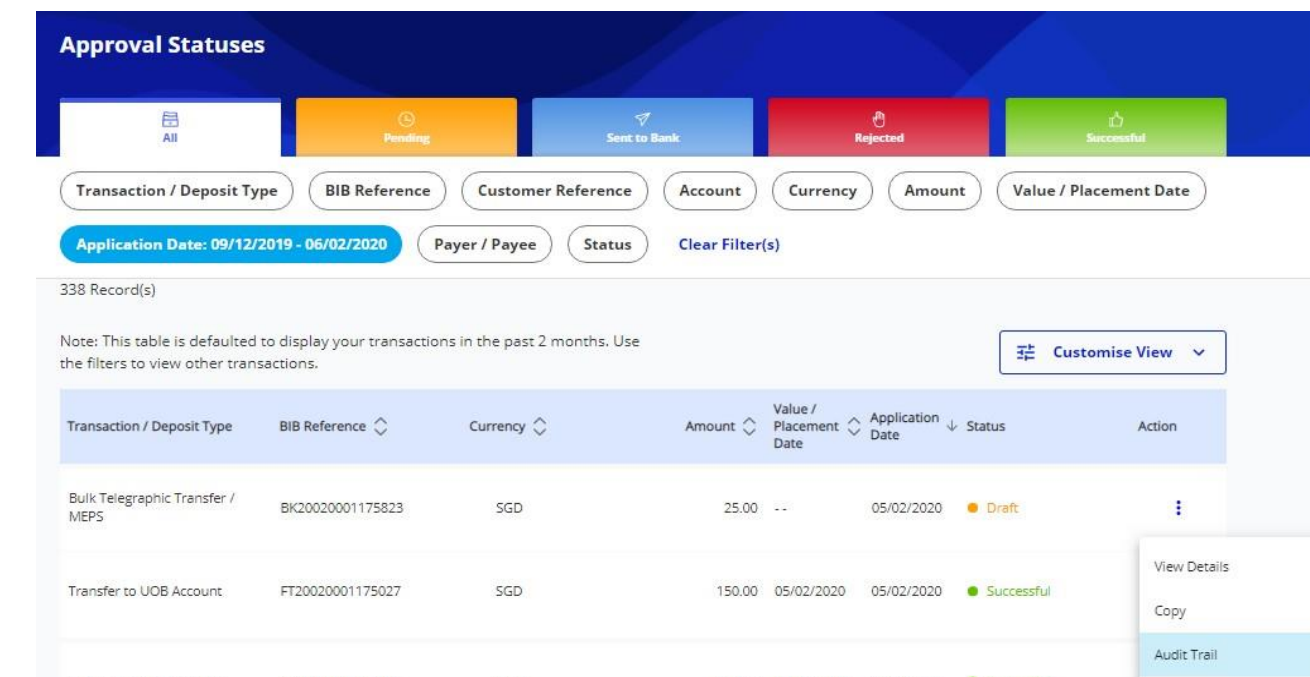 Approval Statuses
All
Pending
Sent to Bank
Rejected
Successful
Transaction / Deposit Type
BIB Reference
Customer Reference
Account
Currency
Amount
Value / Placement Date
Application Date: 09/12/2019 - 06/02/2020
Payer / Payee
Status
Clear Filter(s)
338 Record(s)
Note: This table is defaulted to display your transactions in the past 2 months. Use
the filters to view other transactions.
Customise View
Transaction / Deposit Type
BIB Reference
Currency
Amount
Value /
Placement
Date
Application
Date
Status
Action
Bulk Telegraphic Transfer /
MEPS
BK20020001175823
SGD
25.00
--
05/02/2020
Draft
View Details
Transfer to UOB Account
FT20020001175027
SGD
150.00
05/02/2020
05/02/2020
Successful
Copy
Audit Trail